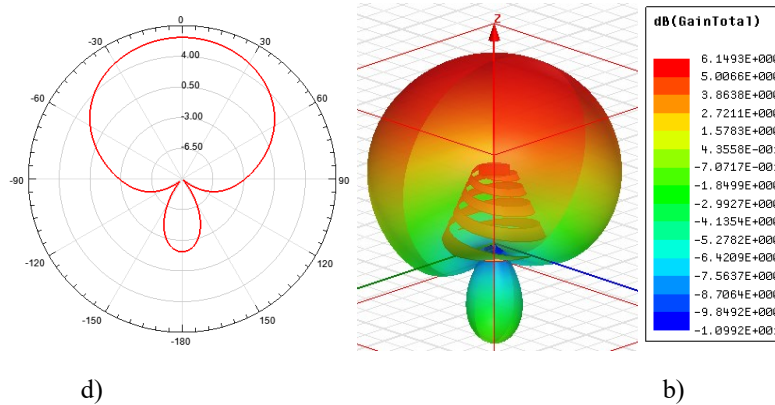 0
-30
30
4.00
-60
0.50
60
-3.00
-6.50
-90
90
-120
120
-150
150
-180
d)
Z
dB(GainTotal)
6.1493E+000
5.0066E+000
3.8638E+000
2.7211E+000
1.5783E+000
4.3558E-001
-7.0717E-001
-1.8499E+000
-2.9927E+000
-4.1354E+000
-5.2782E+000
-6.4209E+000
-7.5637E+000
-8.7064E+000
-9.8492E+000
-1.0992E+001
b)